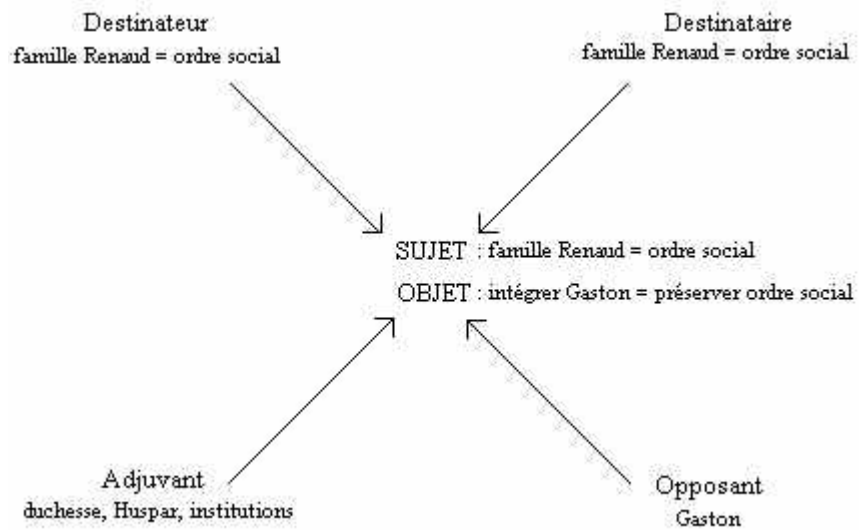 Destinateur
famille Renaud = ordre social
Destinataire
famille Renaud = ordre social
SUJET : famille Renaud = ordre social
OBJET : intégrer Gaston = préserver ordre social
Adjuvant
duchesse, Huspar, institutions
Opposant
Gaston